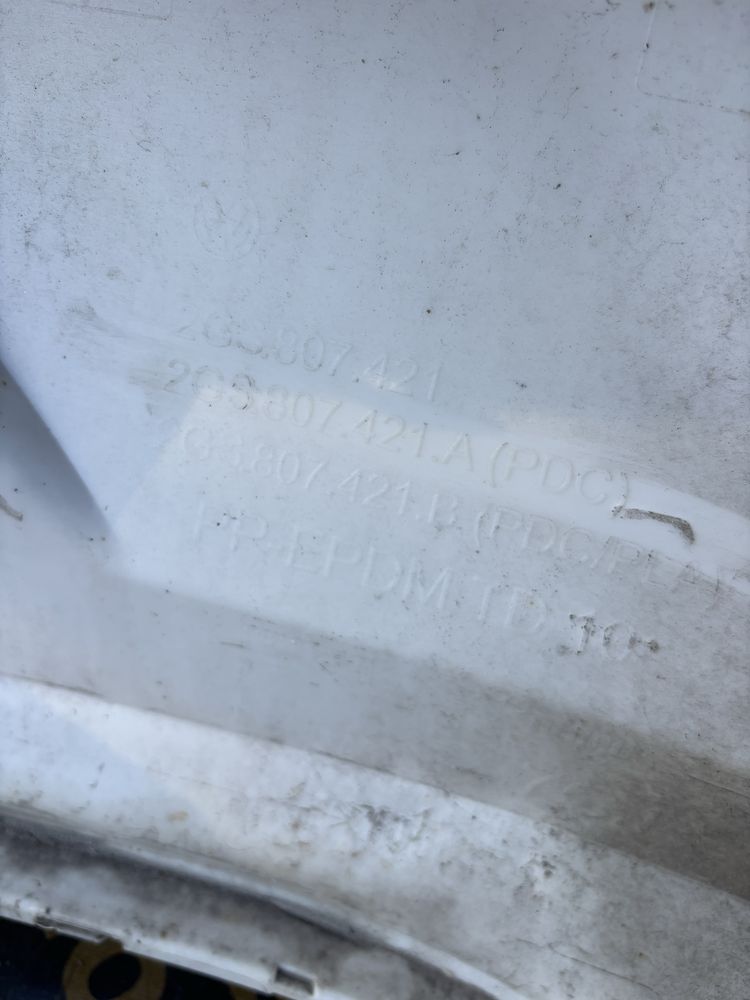 2GS.807.421
2GS.807.421.A (PDC)
2GS.807.421.B (PDC/PLA)
PP-EPDM TD 10